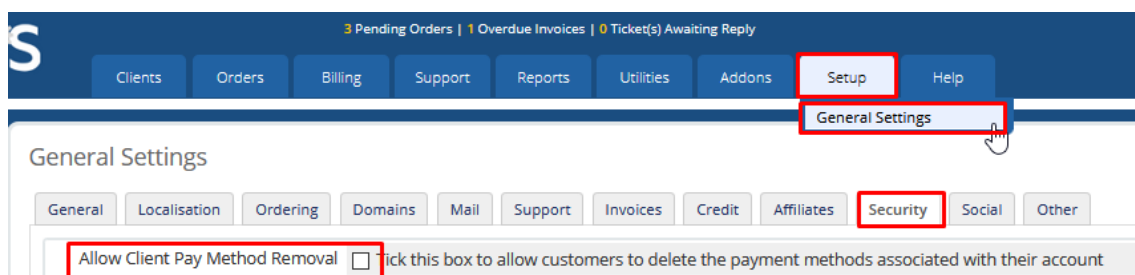 3 Pending Orders | 1 Overdue Invoices | 0 Ticket(s) Awaiting Reply
Clients Orders Billing Support Reports Utilities Addons Setup Help
General Settings
General Settings
General Localisation Ordering Domains Mail Support Invoices Credit Affiliates Security Social Other
Allow Client Pay Method Removal Tick this box to allow customers to delete the payment methods associated with their account